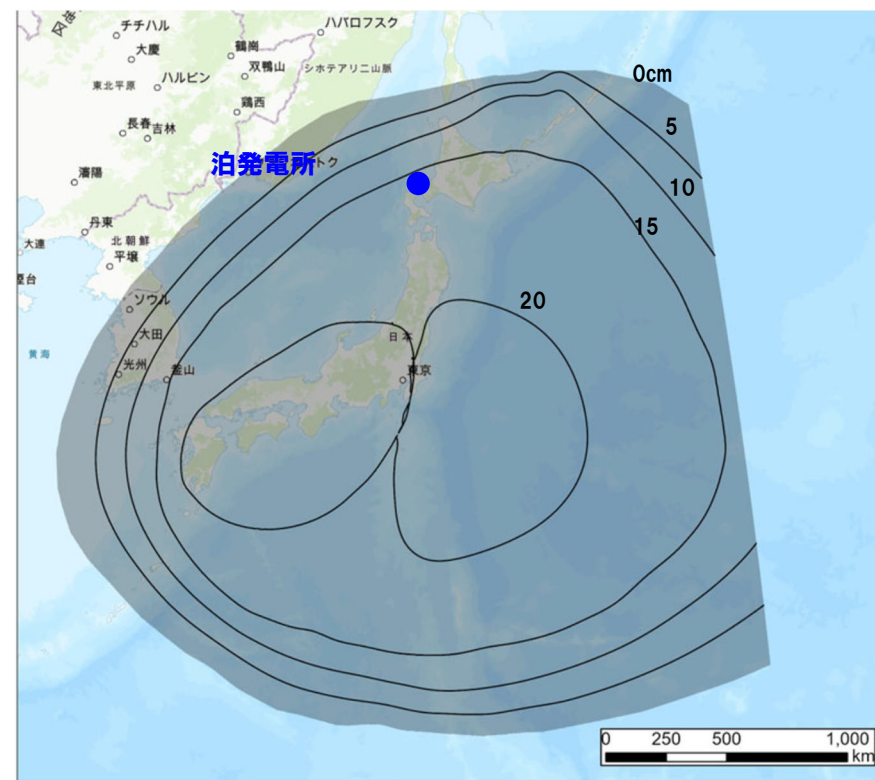 チチハル
ハバロフスク
鶴崗
大慶
双鴨山
シホテアリニ山脈
0cm
東北平原
ハルビン
鶏西
5
長春
吉林
泊発電所
トク
瀋陽
10
丹東
15
大連
北朝鮮
平壌
ソウル
20
大田
日本
黄海
光州
釜山
東京
0 250 500 1,000
km